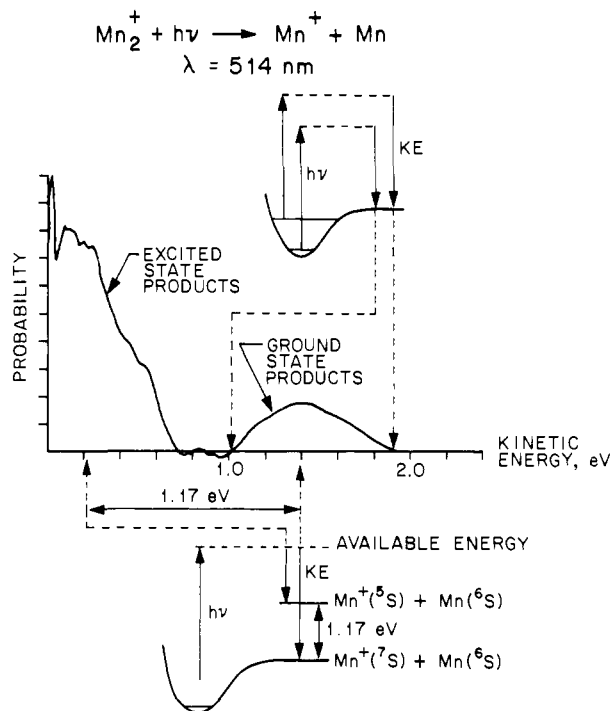 Mn₂⁺ + hν ⟶ Mn⁺ + Mn
λ = 514 nm
KE
hν
EXCITED
STATE
PRODUCTS
PROBABILITY
GROUND
STATE
PRODUCTS
1.0
2.0
KINETIC
ENERGY, eV
1.17 eV
AVAILABLE ENERGY
KE
hν
Mn⁺(⁵S) + Mn(⁶S)
1.17 eV
Mn⁺(⁷S) + Mn(⁶S)